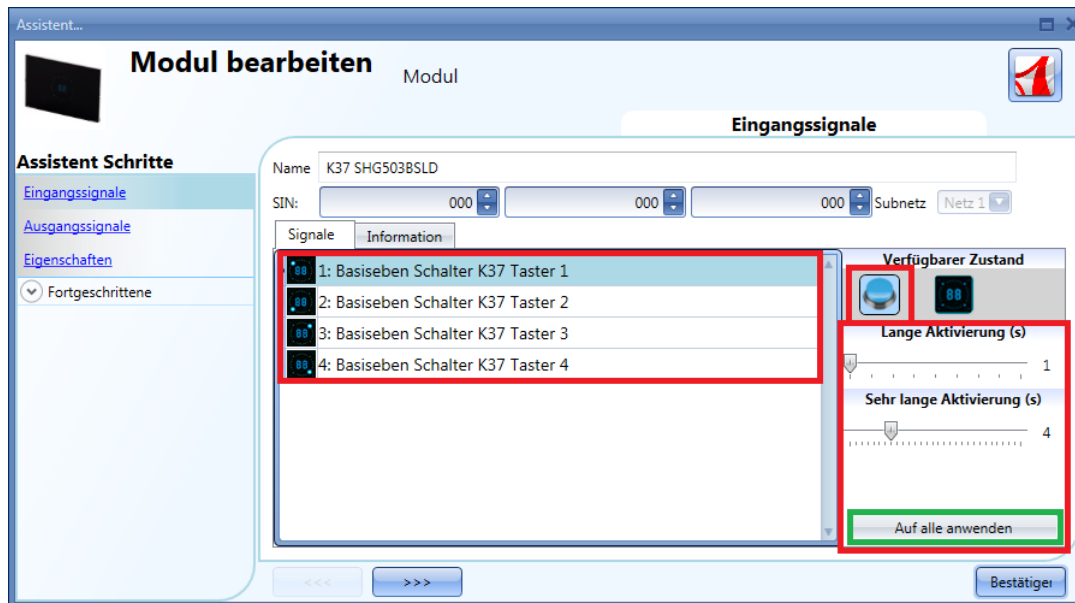 Assistent...
Modul bearbeiten
Modul
Eingangssignale
Assistent Schritte
Eingangssignale
Ausgangssignale
Eigenschaften
Fortgeschrittene
Name K37 SHG503BSLD
SIN: 000 000 000 Subnetz Netz 1
Signale Information
1: Basiseben Schalter K37 Taster 1
2: Basiseben Schalter K37 Taster 2
3: Basiseben Schalter K37 Taster 3
4: Basiseben Schalter K37 Taster 4
Verfügbarer Zustand
88
Lange Aktivierung (s)
1
Sehr lange Aktivierung (s)
4
Auf alle anwenden
<<< >>> Bestätiger